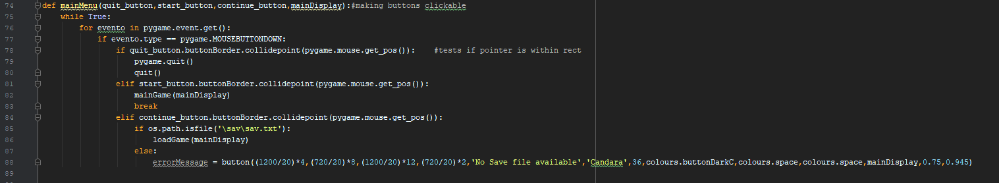 74 def mainMenu(quit_button,start_button,continue_button,mainDisplay):#making buttons clickable
75     while True:
76         for evento in pygame.event.get():
77             if evento.type == pygame.MOUSEBUTTONDOWN:
78                 if quit_button.buttonBorder.collidepoint(pygame.mouse.get_pos()):    #tests if pointer is within rect
79                     pygame.quit()
80                     quit()
81                 elif start_button.buttonBorder.collidepoint(pygame.mouse.get_pos()):
82                     mainGame(mainDisplay)
83                     break
84                 elif continue_button.buttonBorder.collidepoint(pygame.mouse.get_pos()):
85                     if os.path.isfile('\sav\sav.txt'):
86                         loadGame(mainDisplay)
87                     else:
88                         errorMessage = button((1200/20)*4,(720/20)*8,(1200/20)*12,(720/20)*2,'No Save file available','Candara',36,colours.buttonDarkC,colours.space,colours.space,mainDisplay,0.75,0.945)
89